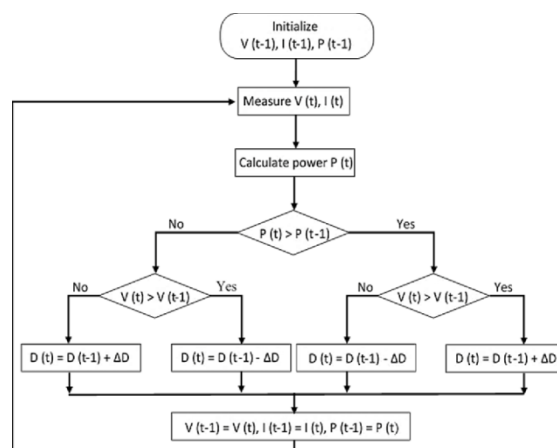 Initialize
V (t-1), I (t-1), P (t-1)
Measure V (t), I (t)
Calculate power P (t)
No
P (t) > P (t-1)
Yes
No
V (t) > V (t-1)
Yes
No
V (t) > V (t-1)
Yes
D (t) = D (t-1) + ΔD
D (t) = D (t-1) - ΔD
D (t) = D (t-1) - ΔD
D (t) = D (t-1) + ΔD
V (t-1) = V (t), I (t-1) = I (t), P (t-1) = P (t)